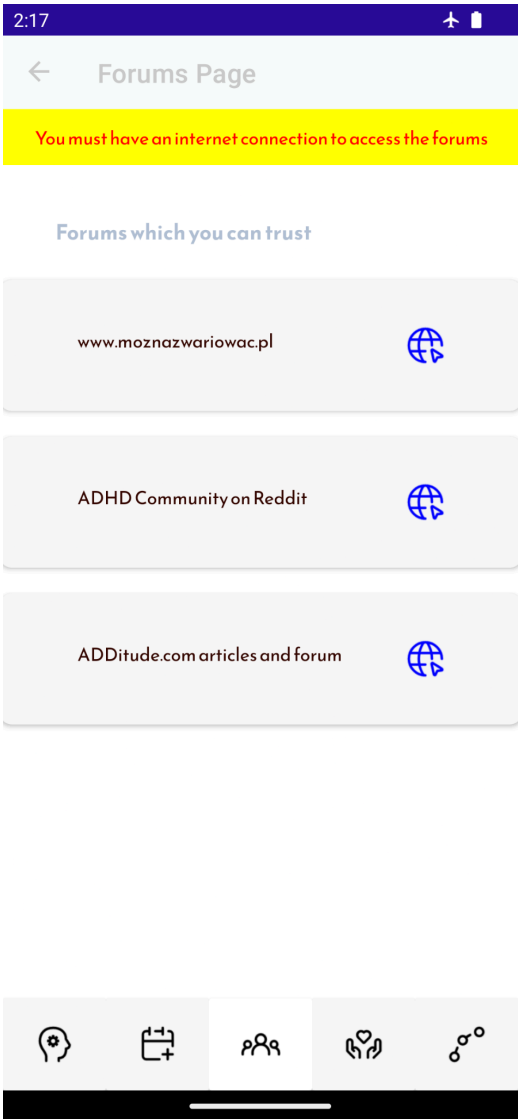 2:17
Forums Page
You must have an internet connection to access the forums
Forums which you can trust
www.moznazwariowac.pl
ADHD Community on Reddit
ADDitude.com articles and forum